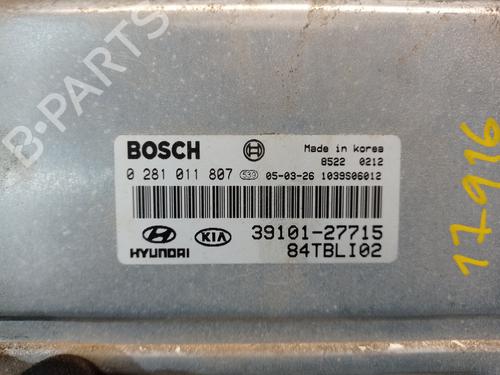 B-PARTS
BOSCH
Made in korea
8522 0212
0 281 011 807 533 05-03-26 1039S06012
HYUNDAI KIA
39101-27715
84TBLI02
17916